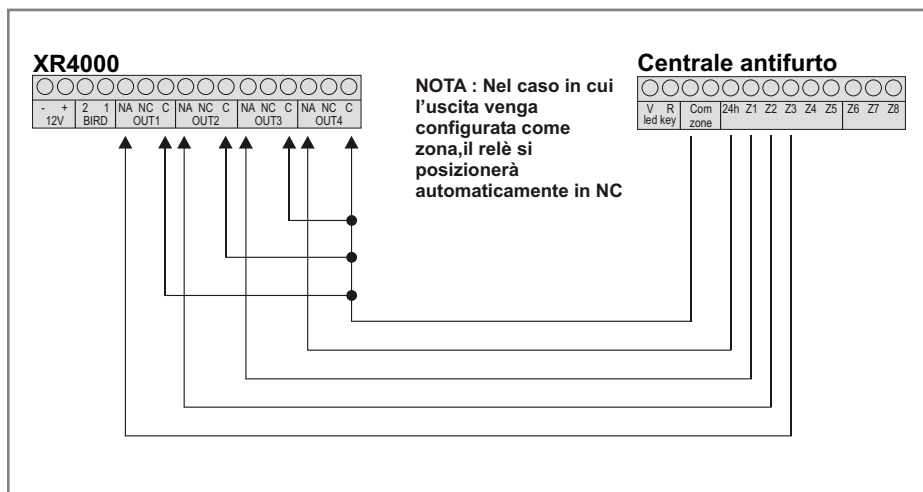 XR4000
- + 2 1 NA NC C NA NC C NA NC C NA NC C
12V BIRD OUT1 OUT2 OUT3 OUT4
NOTA : Nel caso in cui
l'uscita venga
configurata come
zona,il relè si
posizionerà
automaticamente in NC
Centrale antifurto
V R Com 24h Z1 Z2 Z3 Z4 Z5 Z6 Z7 Z8
led key zone